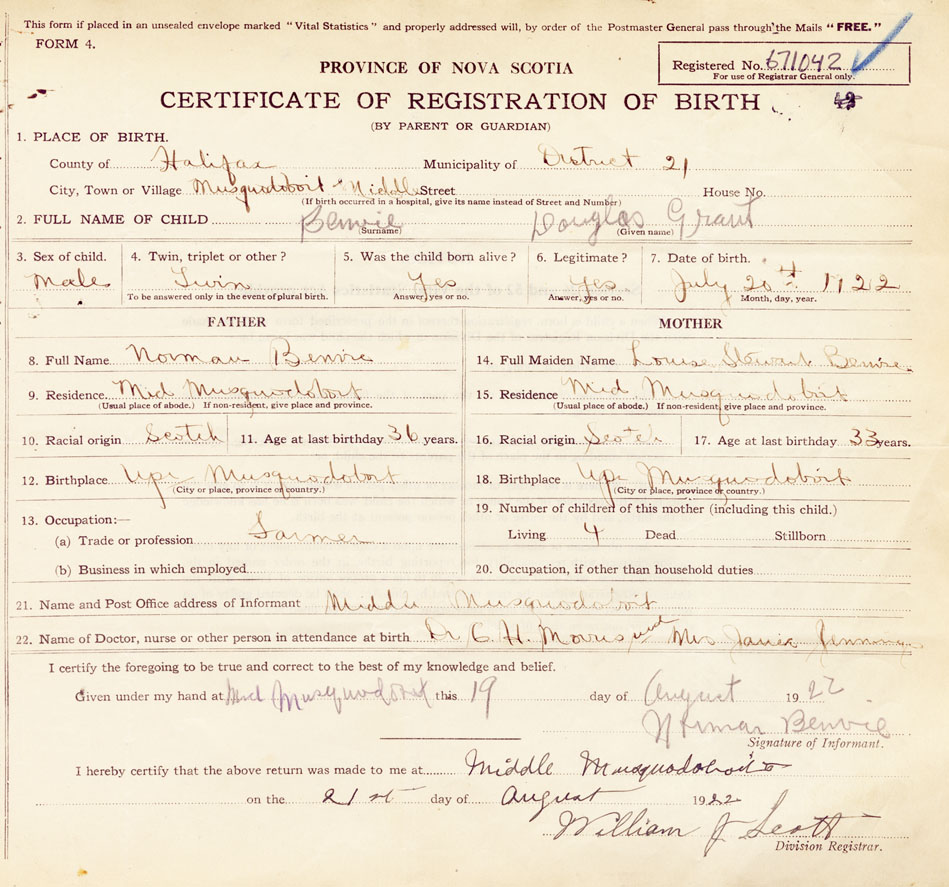 This form if placed in an unsealed envelope marked "Vital Statistics" and properly addressed will, by order of the Postmaster General pass through the Mails "FREE."
FORM 4.
Registered No. 671042
For use of Registrar General only.
PROVINCE OF NOVA SCOTIA
CERTIFICATE OF REGISTRATION OF BIRTH
(BY PARENT OR GUARDIAN)
1. PLACE OF BIRTH.
County of Halifax Municipality of District 21
City, Town or Village Musquodoboit Middle Street House No.
(If birth occurred in a hospital, give its name instead of Street and Number)
2. FULL NAME OF CHILD Benvie Douglas Grant
(Surname) (Given name)
3. Sex of child. 4. Twin, triplet or other? 5. Was the child born alive? 6. Legitimate? 7. Date of birth.
Male Twin Yes Yes July 20th 1922
To be answered only in the event of plural birth. Answer, yes or no. Answer, yes or no. Month, day, year.
FATHER MOTHER
8. Full Name Norman Benvie 14. Full Maiden Name Louise Stewart Benvie
9. Residence Mid Musquodoboit 15. Residence Mid Musquodoboit
(Usual place of abode.) If non-resident, give place and province. (Usual place of abode.) If non-resident, give place and province.
10. Racial origin Scotch 11. Age at last birthday 36 years. 16. Racial origin Scotch 17. Age at last birthday 33 years.
12. Birthplace Upr Musquodoboit 18. Birthplace Upr Musquodoboit
(City or place, province or country.) (City or place, province or country.)
13. Occupation:— 19. Number of children of this mother (including this child.)
(a) Trade or profession Farmer Living 4 Dead Stillborn
(b) Business in which employed 20. Occupation, if other than household duties
21. Name and Post Office address of Informant Middle Musquodoboit
22. Name of Doctor, nurse or other person in attendance at birth Dr C. H. Morris and Mrs Jennings
I certify the foregoing to be true and correct to the best of my knowledge and belief.
Given under my hand at Mid Musquodoboit this 19 day of August 1922
Norman Benvie
Signature of Informant.
I hereby certify that the above return was made to me at Middle Musquodoboit
on the 21st day of August 1922
William J Scott
Division Registrar.